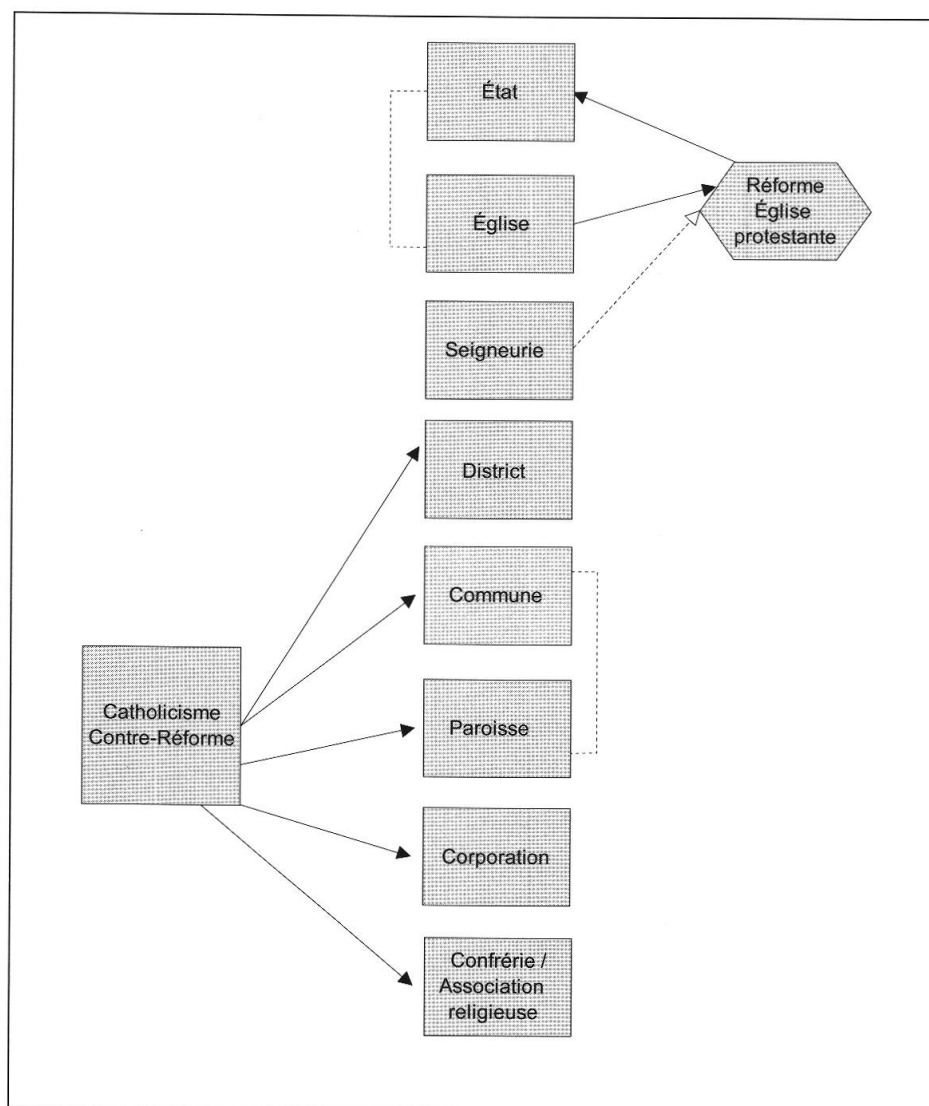 État
Réforme
Église
protestante
Église
Seigneurie
District
Commune
Catholicisme
Contre-Réforme
Paroisse
Corporation
Confrérie /
Association
religieuse